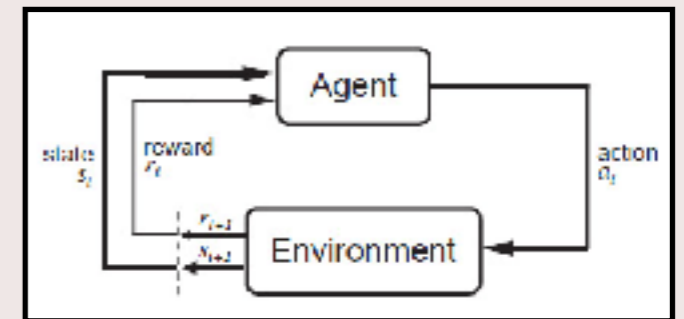 Agent
state
s_t
reward
r_t
action
a_t
r_{t+1}
s_{t+1}
Environment